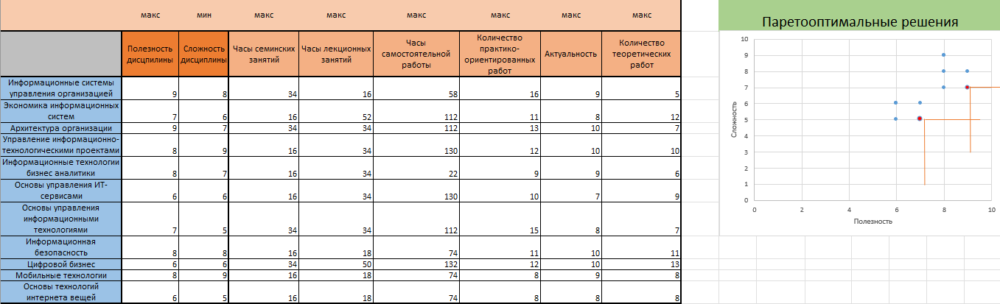 макс мин макс макс макс макс макс макс
Полезность дисцпилины Сложность дисциплины Часы семинских занятий Часы лекционных занятий Часы самостоятельной работы Количество практико-ориентированных работ Актуальность Количество теоретических работ
Информационные системы управления организацией 9 8 34 16 58 16 9 5
Экономика информационных систем 7 6 16 52 112 11 8 12
Архитектура организации 9 7 34 34 112 13 10 7
Управление информационно-технологическими проектами 8 9 16 34 130 12 10 10
Информационные технологии бизнес аналитики 8 7 16 34 22 9 9 6
Основы управления ИТ-сервисами 6 6 16 34 130 10 7 9
Основы управления информационными технологиями 7 5 34 34 112 15 8 7
Информационная безопасность 8 8 16 18 74 11 10 11
Цифровой бизнес 6 6 34 50 132 12 10 13
Мобильные технологии 8 9 16 18 74 8 9 8
Основы технологий интернета вещей 6 5 16 18 74 8 8 8
Паретооптимальные решения
10
9
8
7
6
5
4
3
2
1
0
0 2 4 6 8 10
Сложность
Полезность